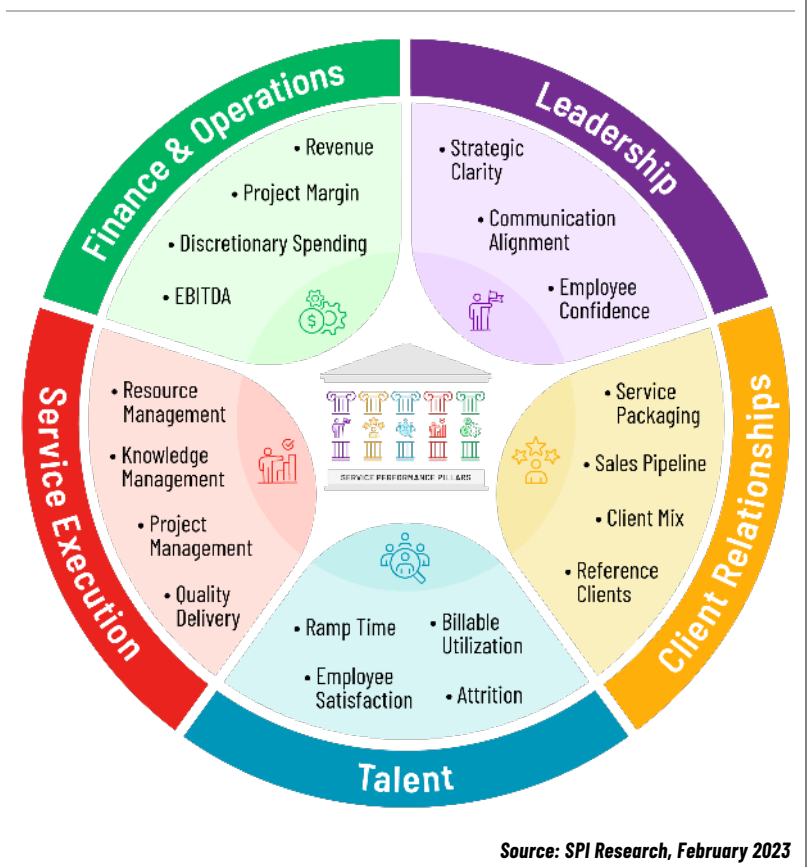 Finance & Operations
• Revenue
• Project Margin
• Discretionary Spending
• EBITDA
Leadership
• Strategic
Clarity
• Communication
Alignment
• Employee
Confidence
Service Execution
• Resource
Management
• Knowledge
Management
• Project
Management
• Quality
Delivery
$
SERVICE PERFORMANCE PILLARS
Client Relationships
• Service
Packaging
• Sales Pipeline
• Client Mix
• Reference
Clients
Talent
• Ramp Time
• Billable
Utilization
• Employee
Satisfaction
• Attrition
Source: SPI Research, February 2023